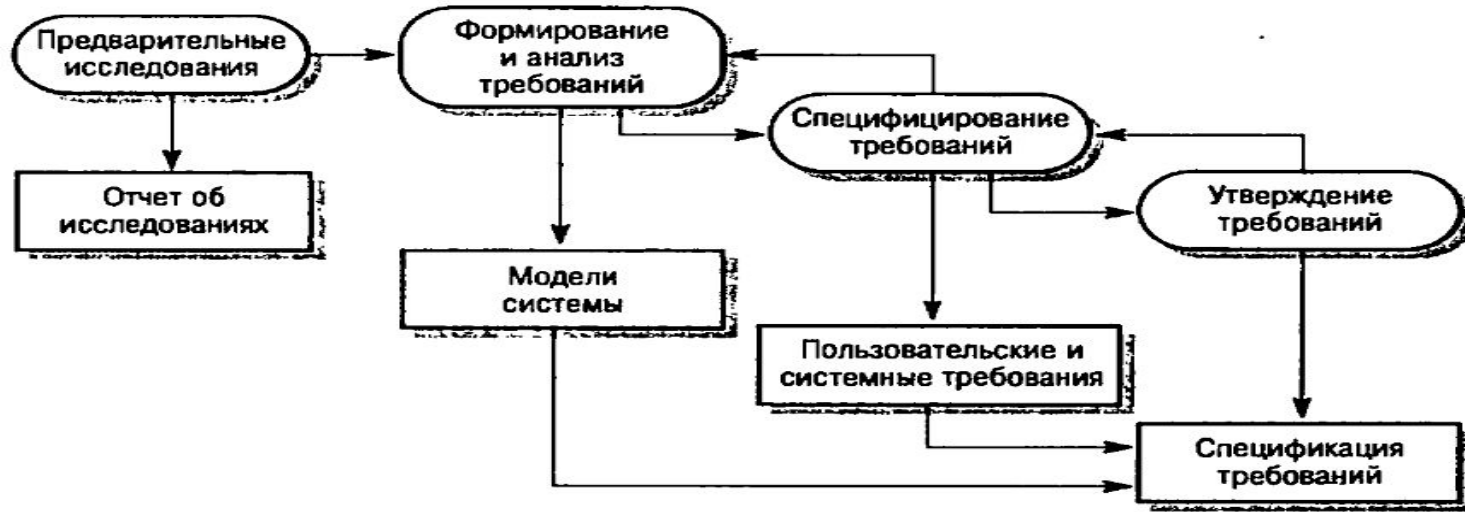 Предварительные
исследования
Формирование
и анализ
требований
Специфицирование
требований
Утверждение
требований
Отчет об
исследованиях
Модели
системы
Пользовательские и
системные требования
Спецификация
требований